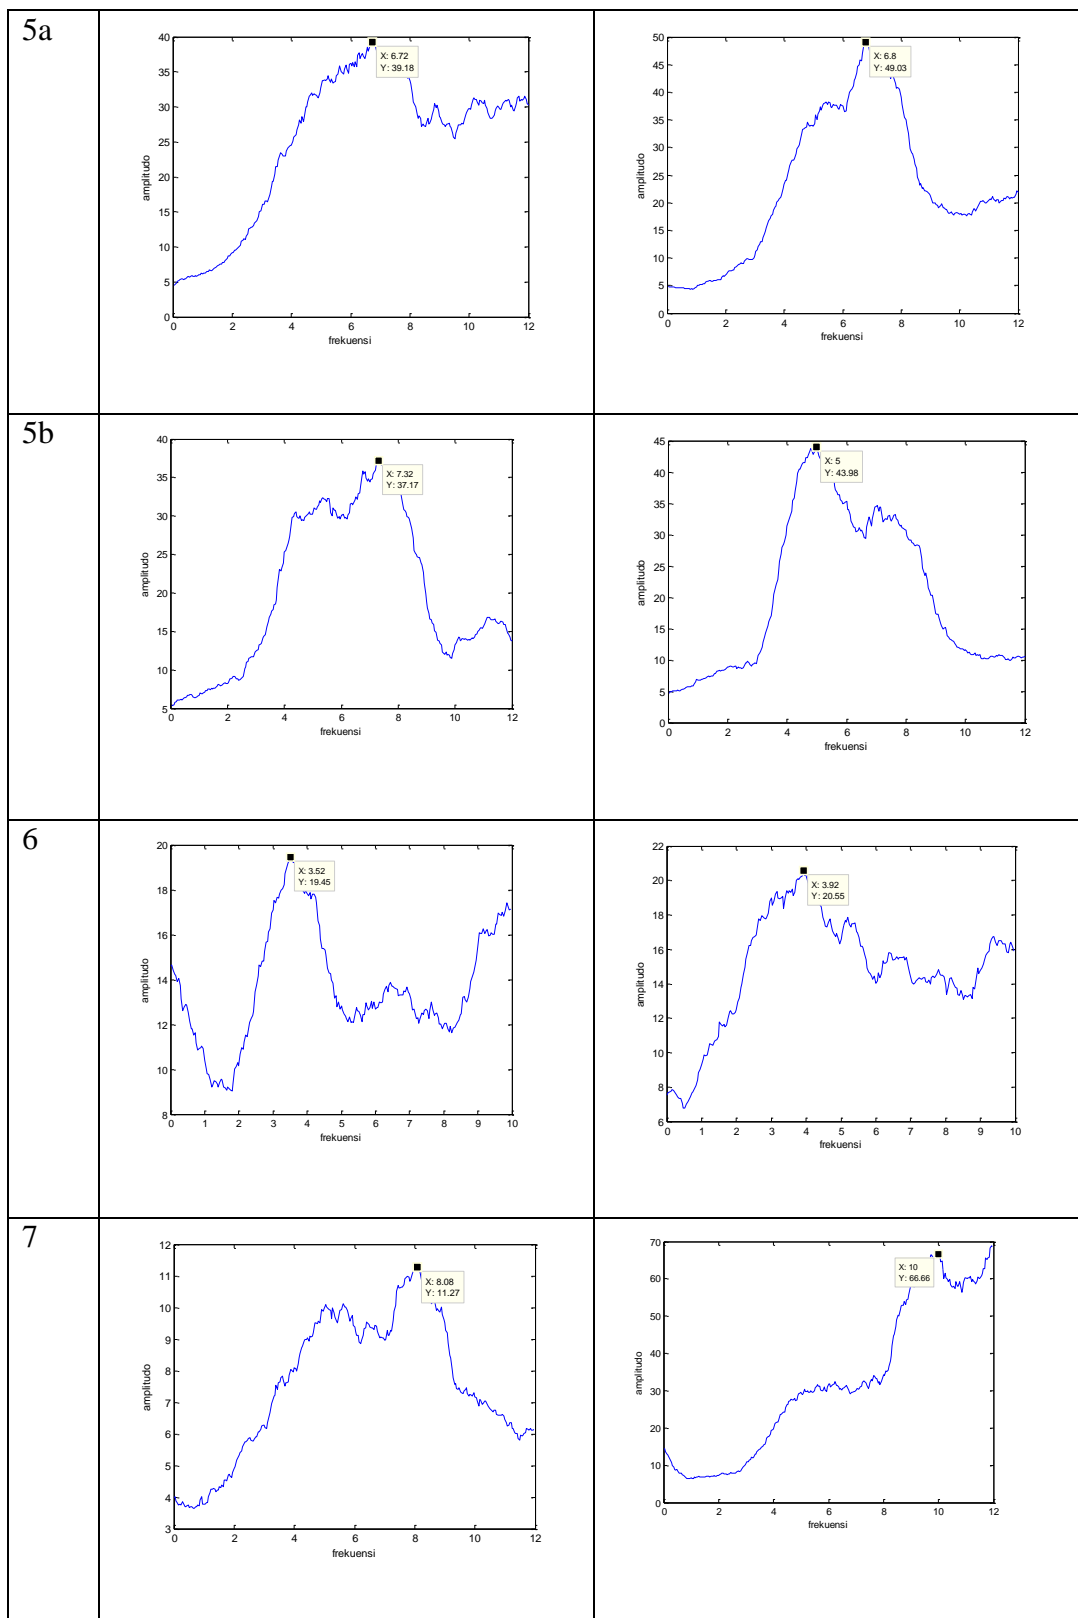 5a
40
35
30
25
20
15
10
5
0
X: 6.72
Y: 39.18
amplitudo
0 2 4 6 8 10 12
frekuensi
50
45
40
35
30
25
20
15
10
5
0
X: 6.8
Y: 49.03
amplitudo
0 2 4 6 8 10 12
frekuensi
5b
40
35
30
25
20
15
10
5
X: 7.32
Y: 37.17
amplitudo
0 2 4 6 8 10 12
frekuensi
45
40
35
30
25
20
15
10
5
0
X: 5
Y: 43.98
amplitudo
0 2 4 6 8 10 12
frekuensi
6
20
18
16
14
12
10
8
X: 3.52
Y: 19.45
amplitudo
0 1 2 3 4 5 6 7 8 9 10
frekuensi
22
20
18
16
14
12
10
8
6
X: 3.92
Y: 20.55
amplitudo
0 1 2 3 4 5 6 7 8 9 10
frekuensi
7
12
11
10
9
8
7
6
5
4
3
X: 8.08
Y: 11.27
amplitudo
0 2 4 6 8 10 12
frekuensi
70
60
50
40
30
20
10
0
X: 10
Y: 66.66
amplitudo
0 2 4 6 8 10 12
frekuensi